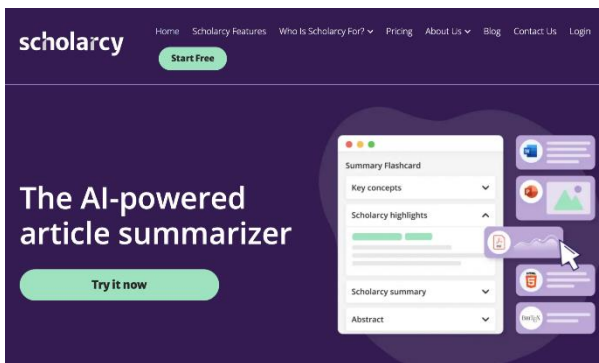 scholarcy
Home Scholarcy Features Who Is Scholarcy For? Pricing About Us Blog Contact Us Login
Start Free
The AI-powered
article summarizer
Try it now
Summary Flashcard
Key concepts
Scholarcy highlights
Scholarcy summary
Abstract